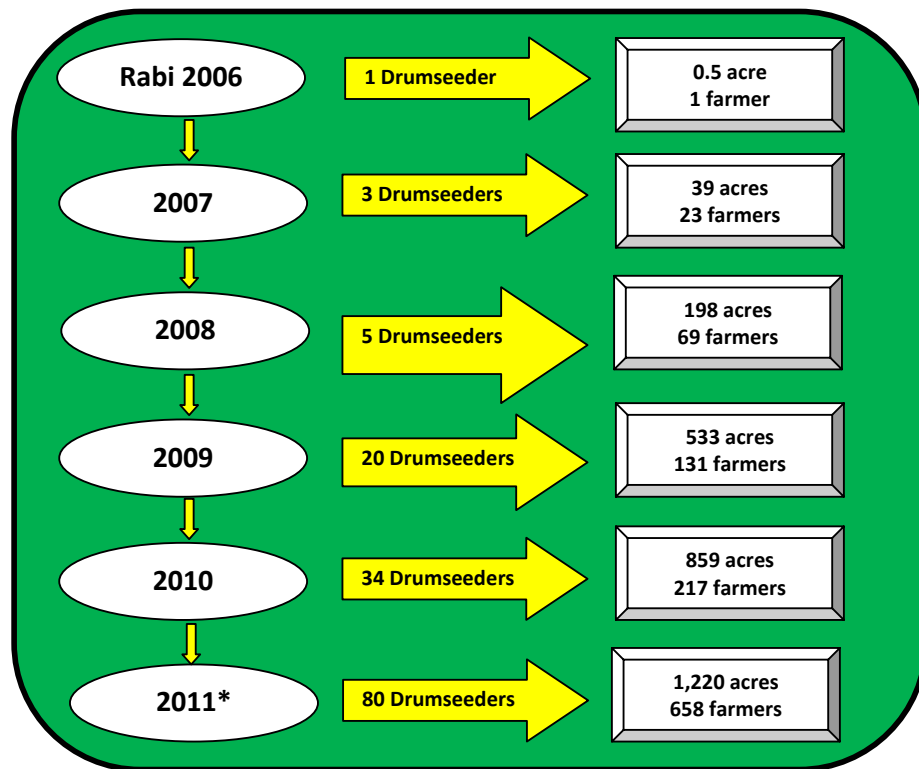 Rabi 2006
1 Drumseeder
0.5 acre
1 farmer
2007
3 Drumseeders
39 acres
23 farmers
2008
5 Drumseeders
198 acres
69 farmers
2009
20 Drumseeders
533 acres
131 farmers
2010
34 Drumseeders
859 acres
217 farmers
2011*
80 Drumseeders
1,220 acres
658 farmers